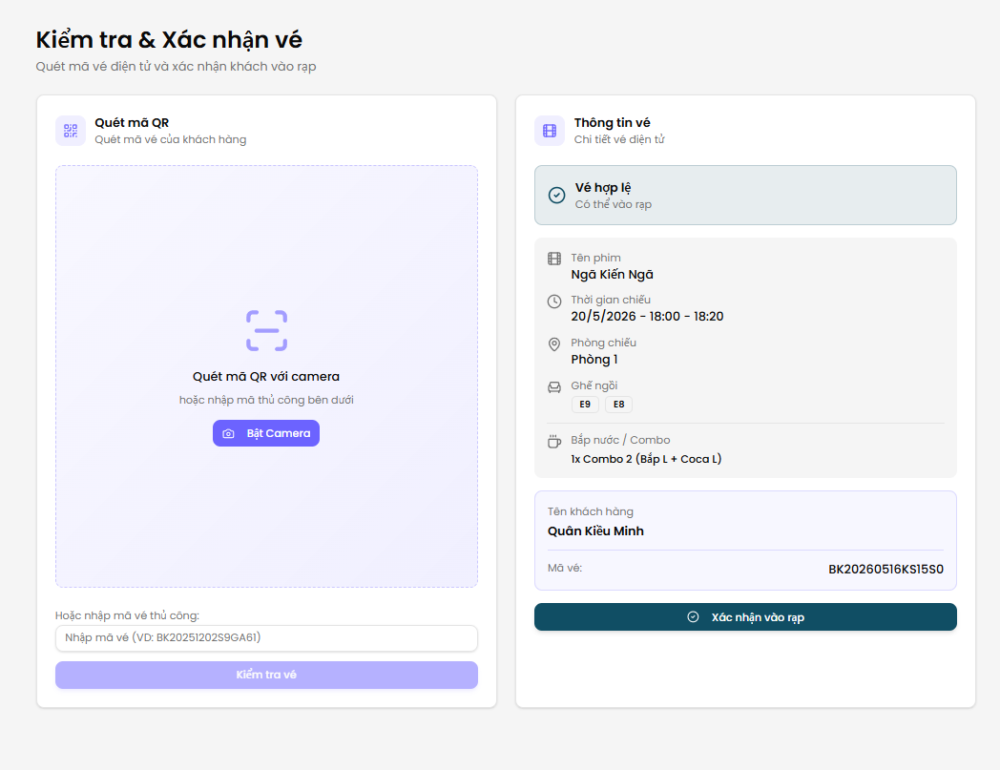 Kiểm tra & Xác nhận vé
Quét mã vé điện tử và xác nhận khách vào rạp
Quét mã QR
Quét mã vé của khách hàng
Quét mã QR với camera
hoặc nhập mã thủ công bên dưới
Bật Camera
Hoặc nhập mã vé thủ công:
Nhập mã vé (VD: BK20251202S9GA61)
Kiểm tra vé
Thông tin vé
Chi tiết vé điện tử
Vé hợp lệ
Có thể vào rạp
Tên phim
Ngã Kiến Ngã
Thời gian chiếu
20/5/2026 - 18:00 - 18:20
Phòng chiếu
Phòng 1
Ghế ngồi
E9 E8
Bắp nước / Combo
1x Combo 2 (Bắp L + Coca L)
Tên khách hàng
Quân Kiều Minh
Mã vé: BK20260516KS15S0
Xác nhận vào rạp